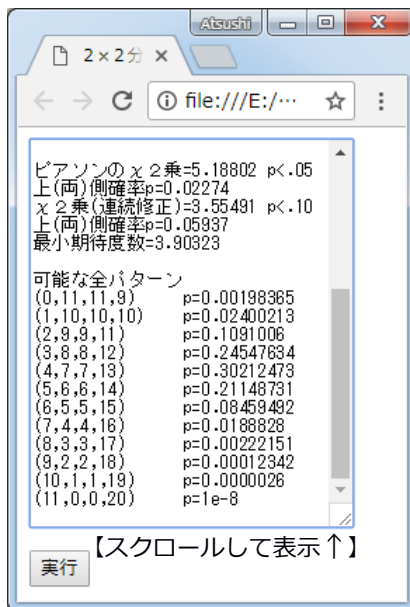 Atsushi
2×2分
file:///E:/…
ピアソンのχ2乗=5.18802 p<.05
上(両)側確率p=0.02274
χ2乗(連続修正)=3.55491 p<.10
上(両)側確率p=0.05937
最小期待度数=3.90323
可能な全パターン
(0,11,11,9) p=0.00198365
(1,10,10,10) p=0.02400213
(2,9,9,11) p=0.1091006
(3,8,8,12) p=0.24547634
(4,7,7,13) p=0.30212473
(5,6,6,14) p=0.21148731
(6,5,5,15) p=0.08459492
(7,4,4,16) p=0.0188828
(8,3,3,17) p=0.00222151
(9,2,2,18) p=0.00012342
(10,1,1,19) p=0.0000026
(11,0,0,20) p=1e-8
【スクロールして表示↑】
実行